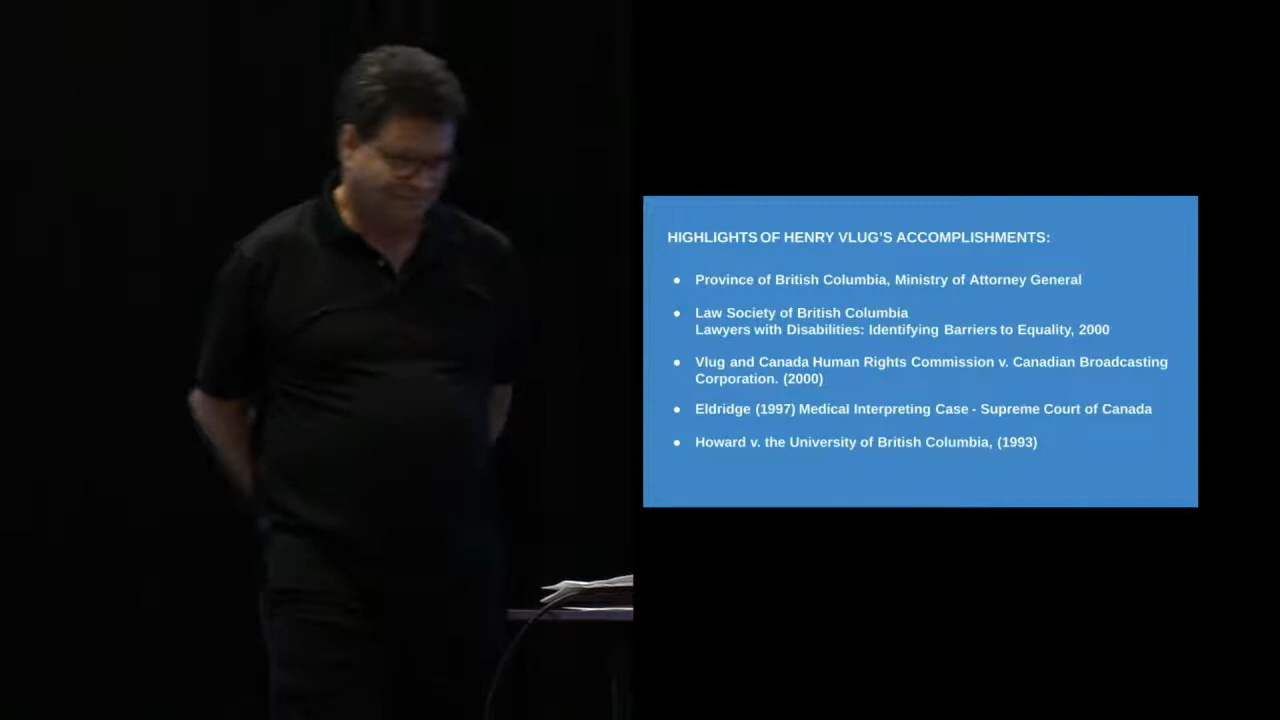 HIGHLIGHTS OF HENRY VLUG'S ACCOMPLISHMENTS:
● Province of British Columbia, Ministry of Attorney General
● Law Society of British Columbia
Lawyers with Disabilities: Identifying Barriers to Equality, 2000
● Vlug and Canada Human Rights Commission v. Canadian Broadcasting
Corporation. (2000)
● Eldridge (1997) Medical Interpreting Case - Supreme Court of Canada
● Howard v. the University of British Columbia, (1993)